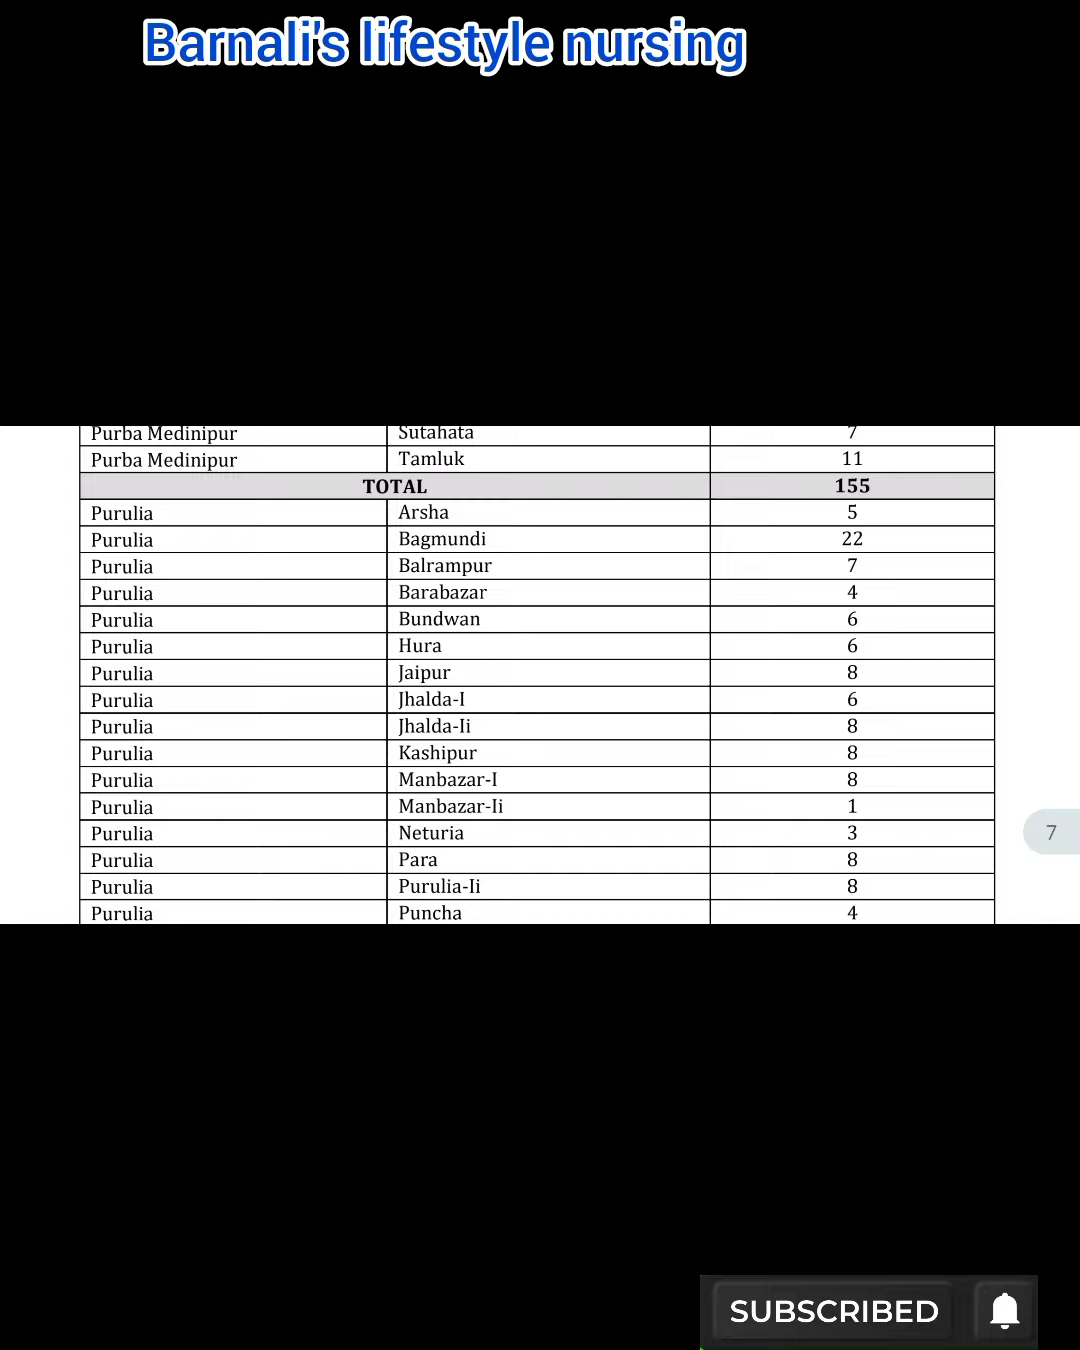 Barnali's lifestyle nursing
Purba Medinipur Sutahata 7
Purba Medinipur Tamluk 11
TOTAL 155
Purulia Arsha 5
Purulia Bagmundi 22
Purulia Balrampur 7
Purulia Barabazar 4
Purulia Bundwan 6
Purulia Hura 6
Purulia Jaipur 8
Purulia Jhalda-I 6
Purulia Jhalda-Ii 8
Purulia Kashipur 8
Purulia Manbazar-I 8
Purulia Manbazar-Ii 1
Purulia Neturia 3
7
Purulia Para 8
Purulia Purulia-Ii 8
Purulia Puncha 4
SUBSCRIBED